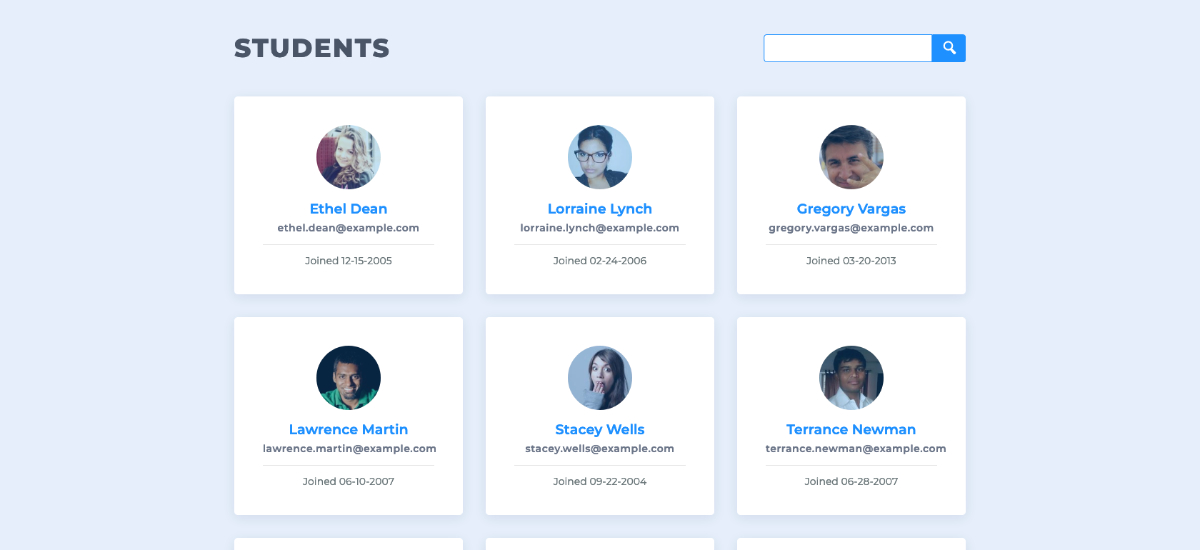 STUDENTS
Ethel Dean
ethel.dean@example.com
Joined 12-15-2005
Lorraine Lynch
lorraine.lynch@example.com
Joined 02-24-2006
Gregory Vargas
gregory.vargas@example.com
Joined 03-20-2013
Lawrence Martin
lawrence.martin@example.com
Joined 06-10-2007
Stacey Wells
stacey.wells@example.com
Joined 09-22-2004
Terrance Newman
terrance.newman@example.com
Joined 06-28-2007